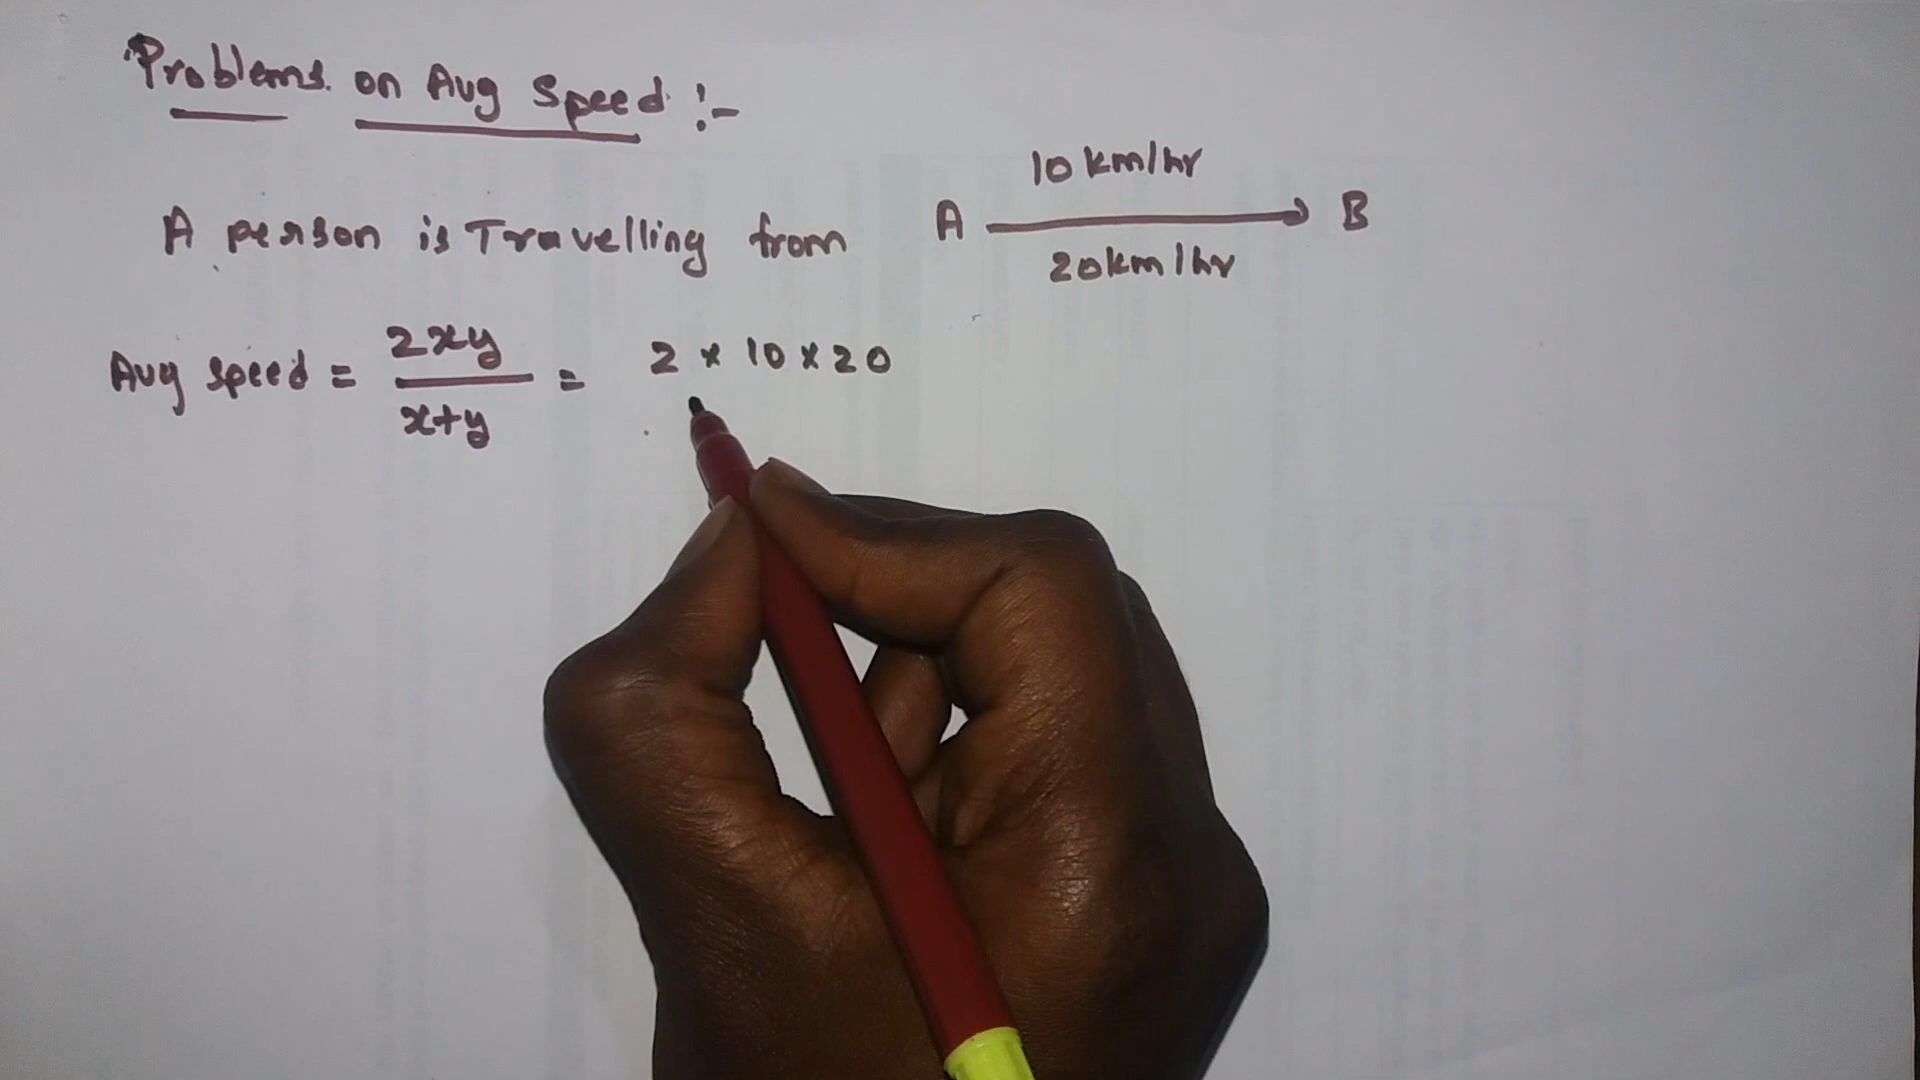 Problems on Avg Speed :-
10 km/hr
A person is Travelling from A → B
20km/hr
Avg speed = 2xy / x+y = 2 × 10 × 20